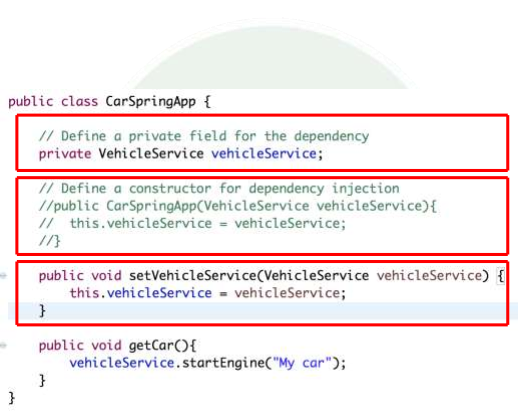 public class CarSpringApp {
// Define a private field for the dependency
private VehicleService vehicleService;
// Define a constructor for dependency injection
//public CarSpringApp(VehicleService vehicleService){
//  this.vehicleService = vehicleService;
//}
public void setVehicleService(VehicleService vehicleService) {
this.vehicleService = vehicleService;
}
public void getCar(){
vehicleService.startEngine("My car");
}
}